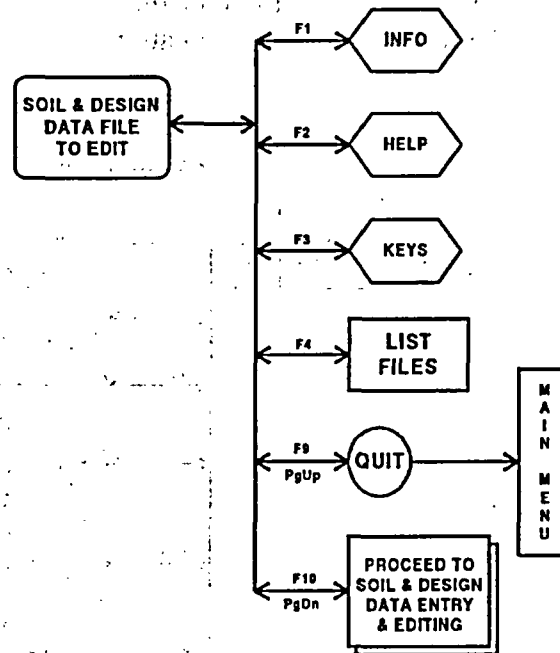 F1
INFO
SOIL & DESIGN
DATA FILE
TO EDIT
F2
HELP
F3
KEYS
F4
LIST
FILES
F9
PgUp
QUIT
MAIN MENU
F10
PgDn
PROCEED TO
SOIL & DESIGN
DATA ENTRY
& EDITING